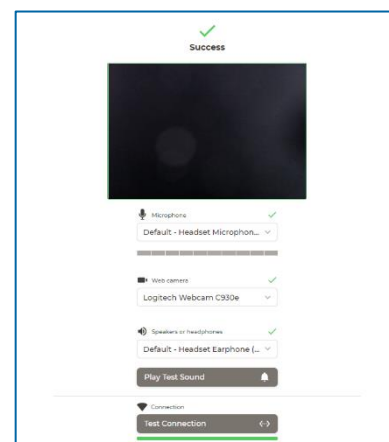 Success
Microphone
Default - Headset Microphon...
Web camera
Logitech Webcam C930e
Speakers or headphones
Default - Headset Earphone (...
Play Test Sound
Connection
Test Connection